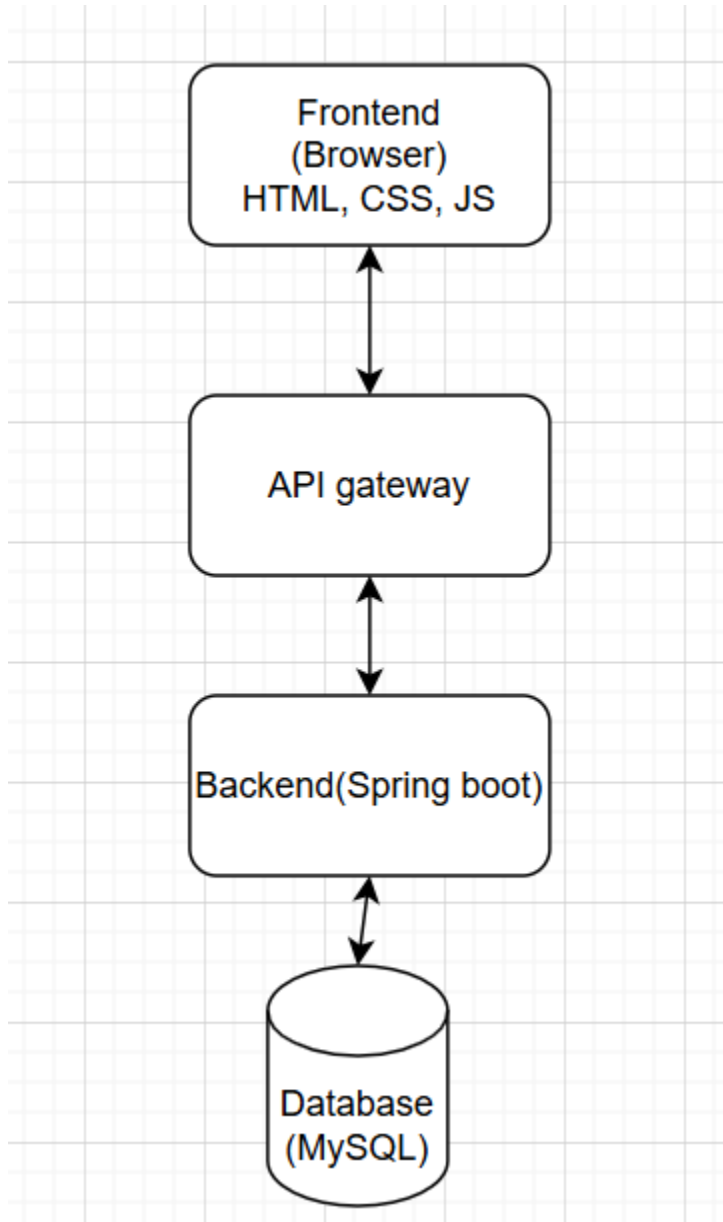 Frontend
(Browser)
HTML, CSS, JS
API gateway
Backend(Spring boot)
Database
(MySQL)